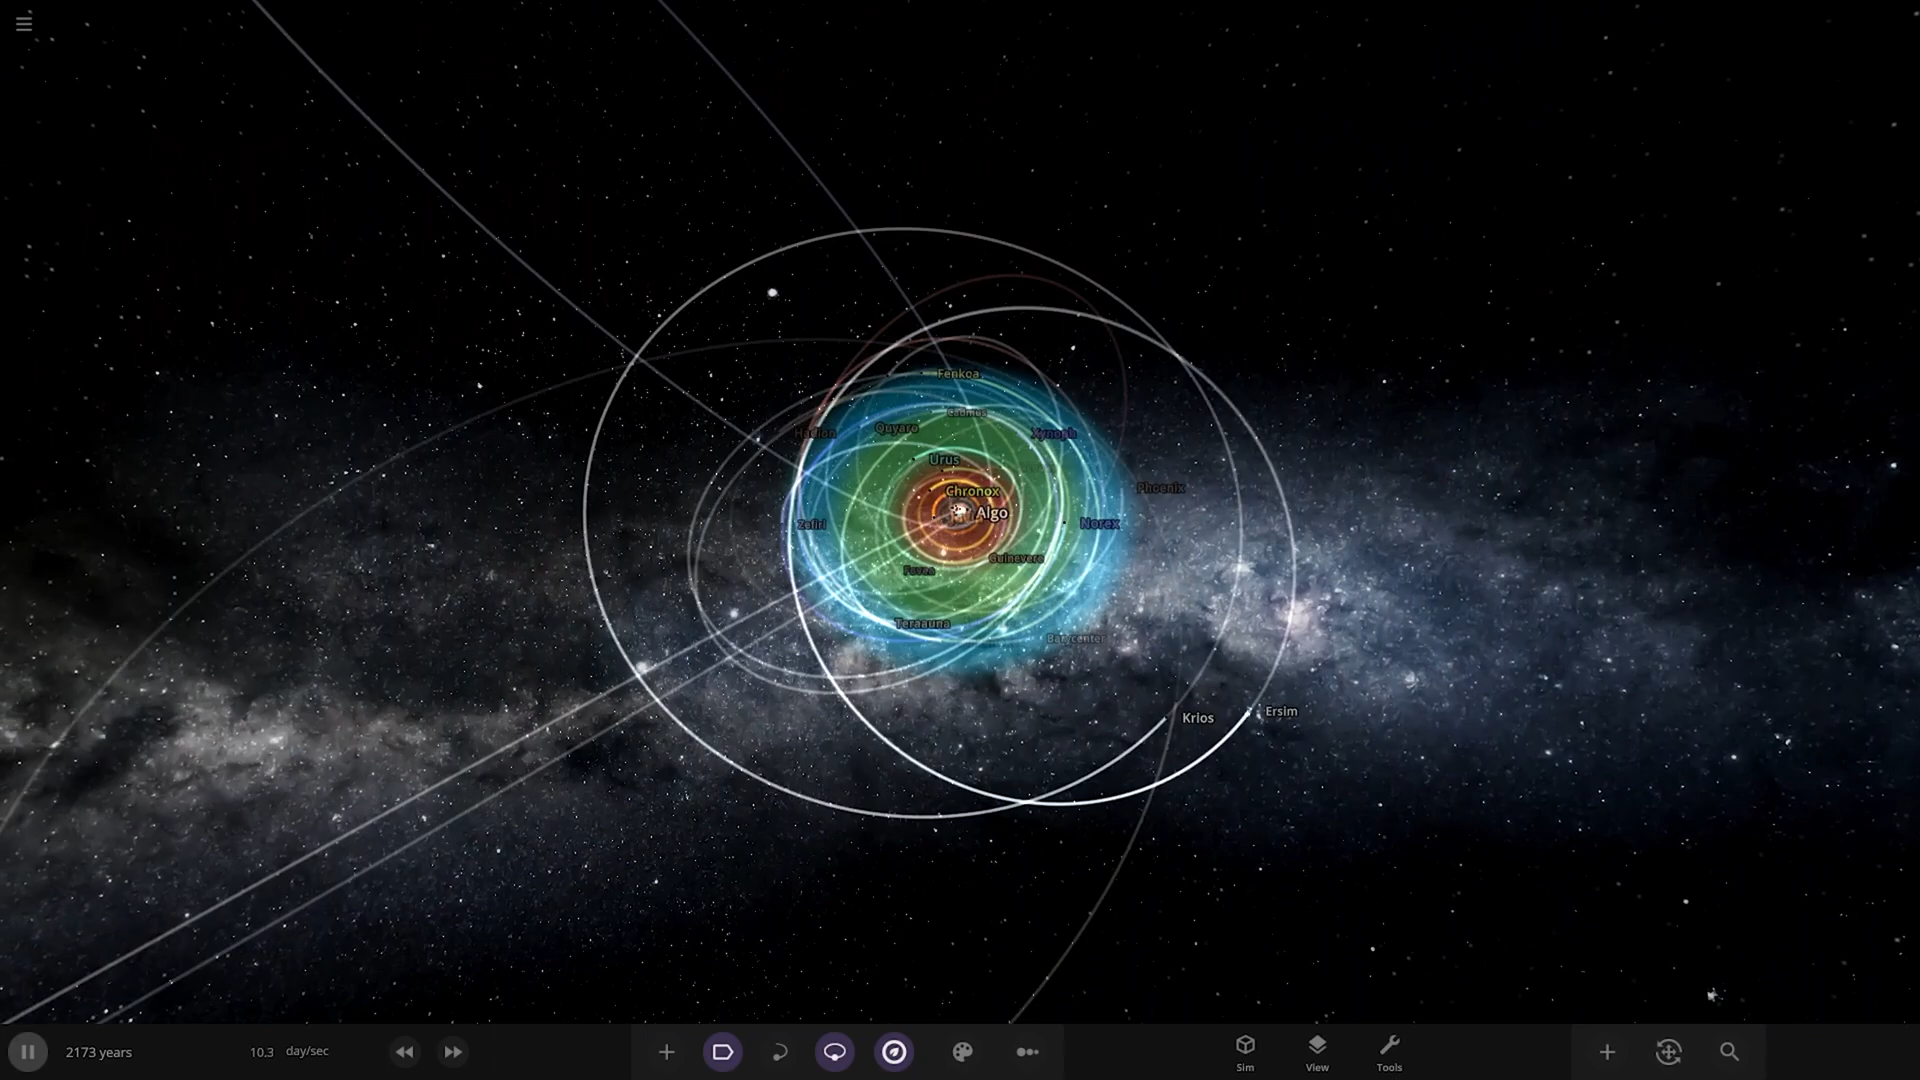 Fenkoa
Cadmus
Quyaro
Hadion
Xynoph
Urus
Phoenix
Chronox
Algo
Zefirl
Norex
Guinevere
Fovea
Teraauna
Barycenter
Krios
Ersim
2173 years
10.3 day/sec
Sim
View
Tools